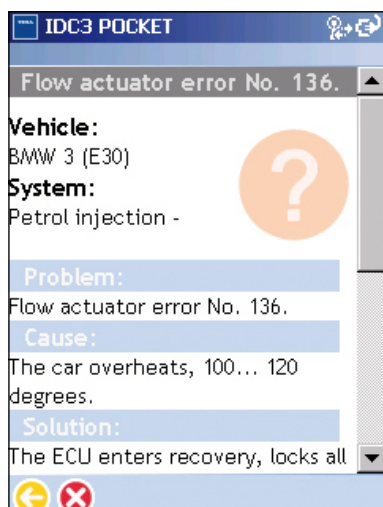 TEXA IDC3 POCKET
Flow actuator error No. 136.
Vehicle:
BMW 3 (E30)
System:
Petrol injection -
?
Problem:
Flow actuator error No. 136.
Cause:
The car overheats, 100... 120
degrees.
Solution:
The ECU enters recovery, locks all